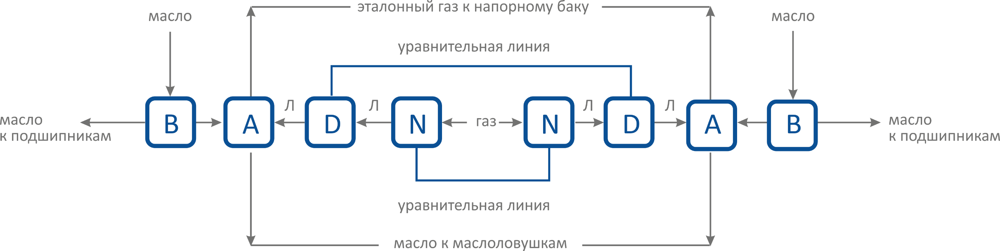 эталонный газ к напорному баку
масло
масло
уравнительная линия
Л
Л
Л
Л
B
A
D
N
газ
N
D
A
B
масло
к подшипникам
масло
к подшипникам
уравнительная линия
масло к маслоловушкам